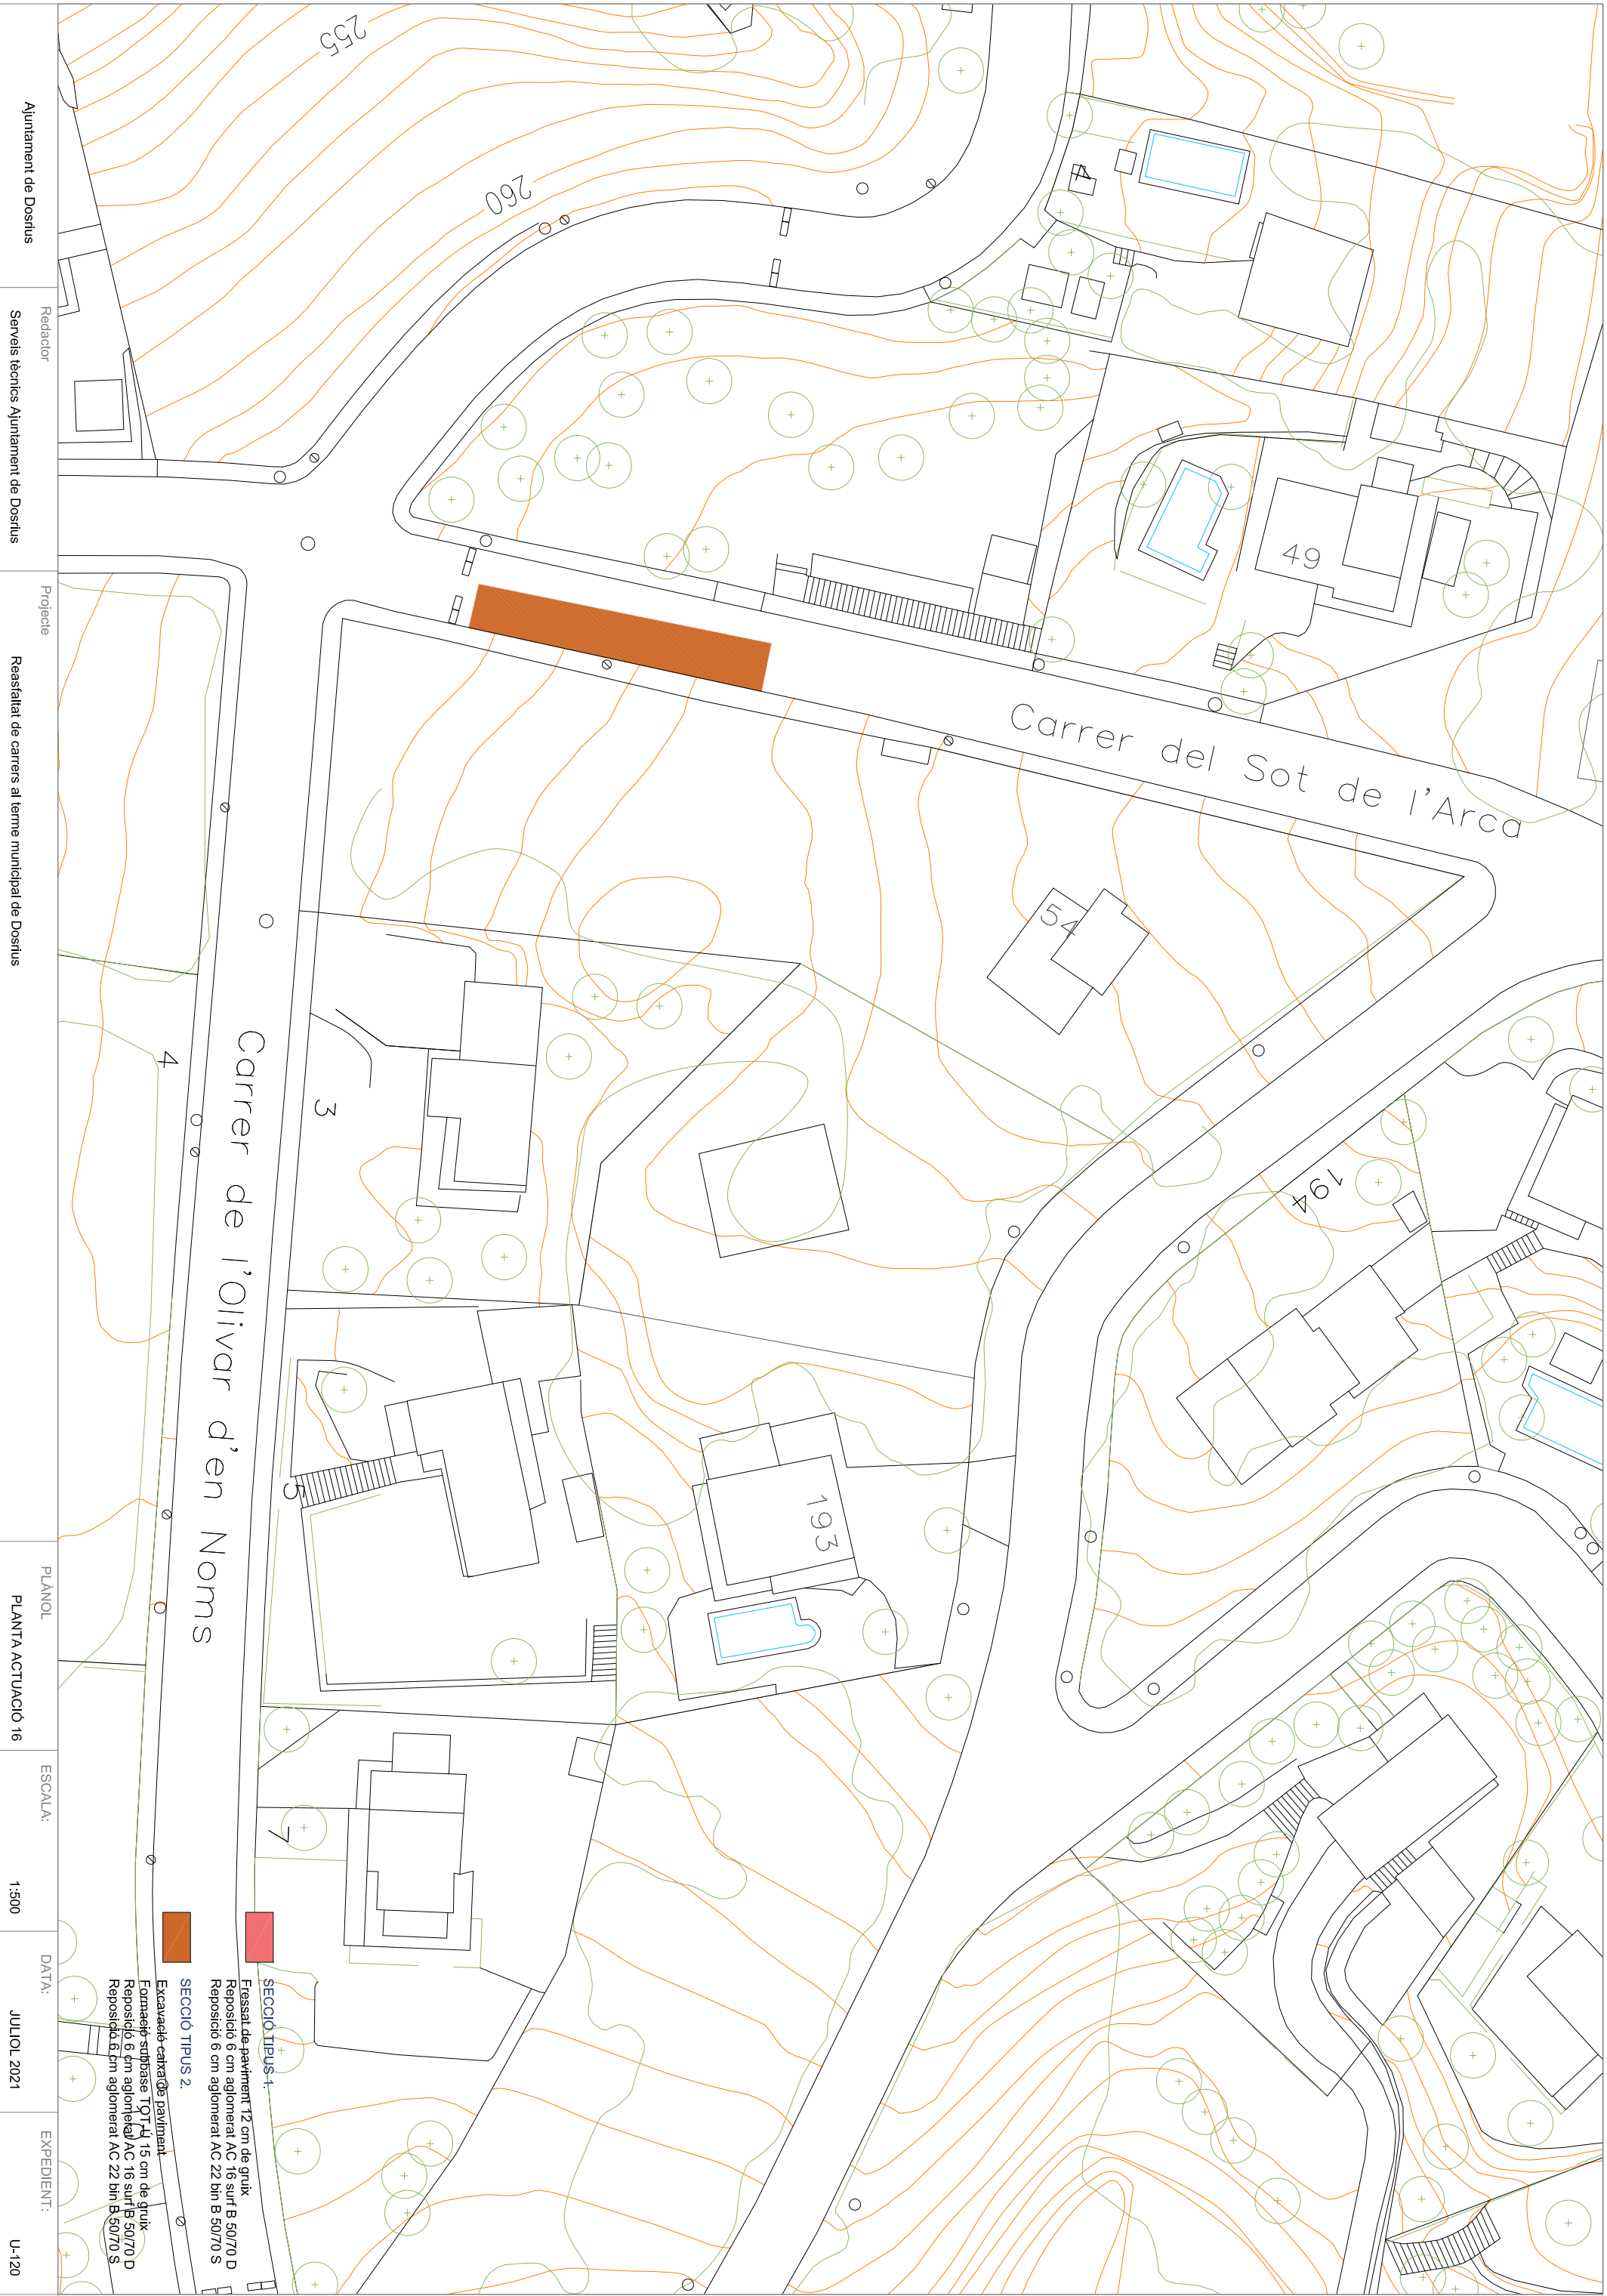 255
260
4
49
Carrer del Sot de l'Arca
54
194
3
4
Carrer de l'Olivar d'en Noms
5
193
7
SECCIÓ TIPUS 1.
Fressat de paviment 12 cm de gruix
Reposició 6 cm aglomerat AC 16 surf B 50/70 D
Reposició 6 cm aglomerat AC 22 bin B 50/70 S
SECCIÓ TIPUS 2.
Excavació caixa de paviment
Formació subbase TOT-Ú 15 cm de gruix
Reposició 6 cm aglomerat AC 16 surf B 50/70 D
Reposició 6 cm aglomerat AC 22 bin B 50/70 S
Ajuntament de Dosrius
Redactor
Serveis tècnics Ajuntament de Dosrius
Projecte
Reasfaltat de carrers al terme municipal de Dosrius
PLÀNOL
PLANTA ACTUACIÓ 16
ESCALA:
1:500
DATA:
JULIOL 2021
EXPEDIENT:
U-120